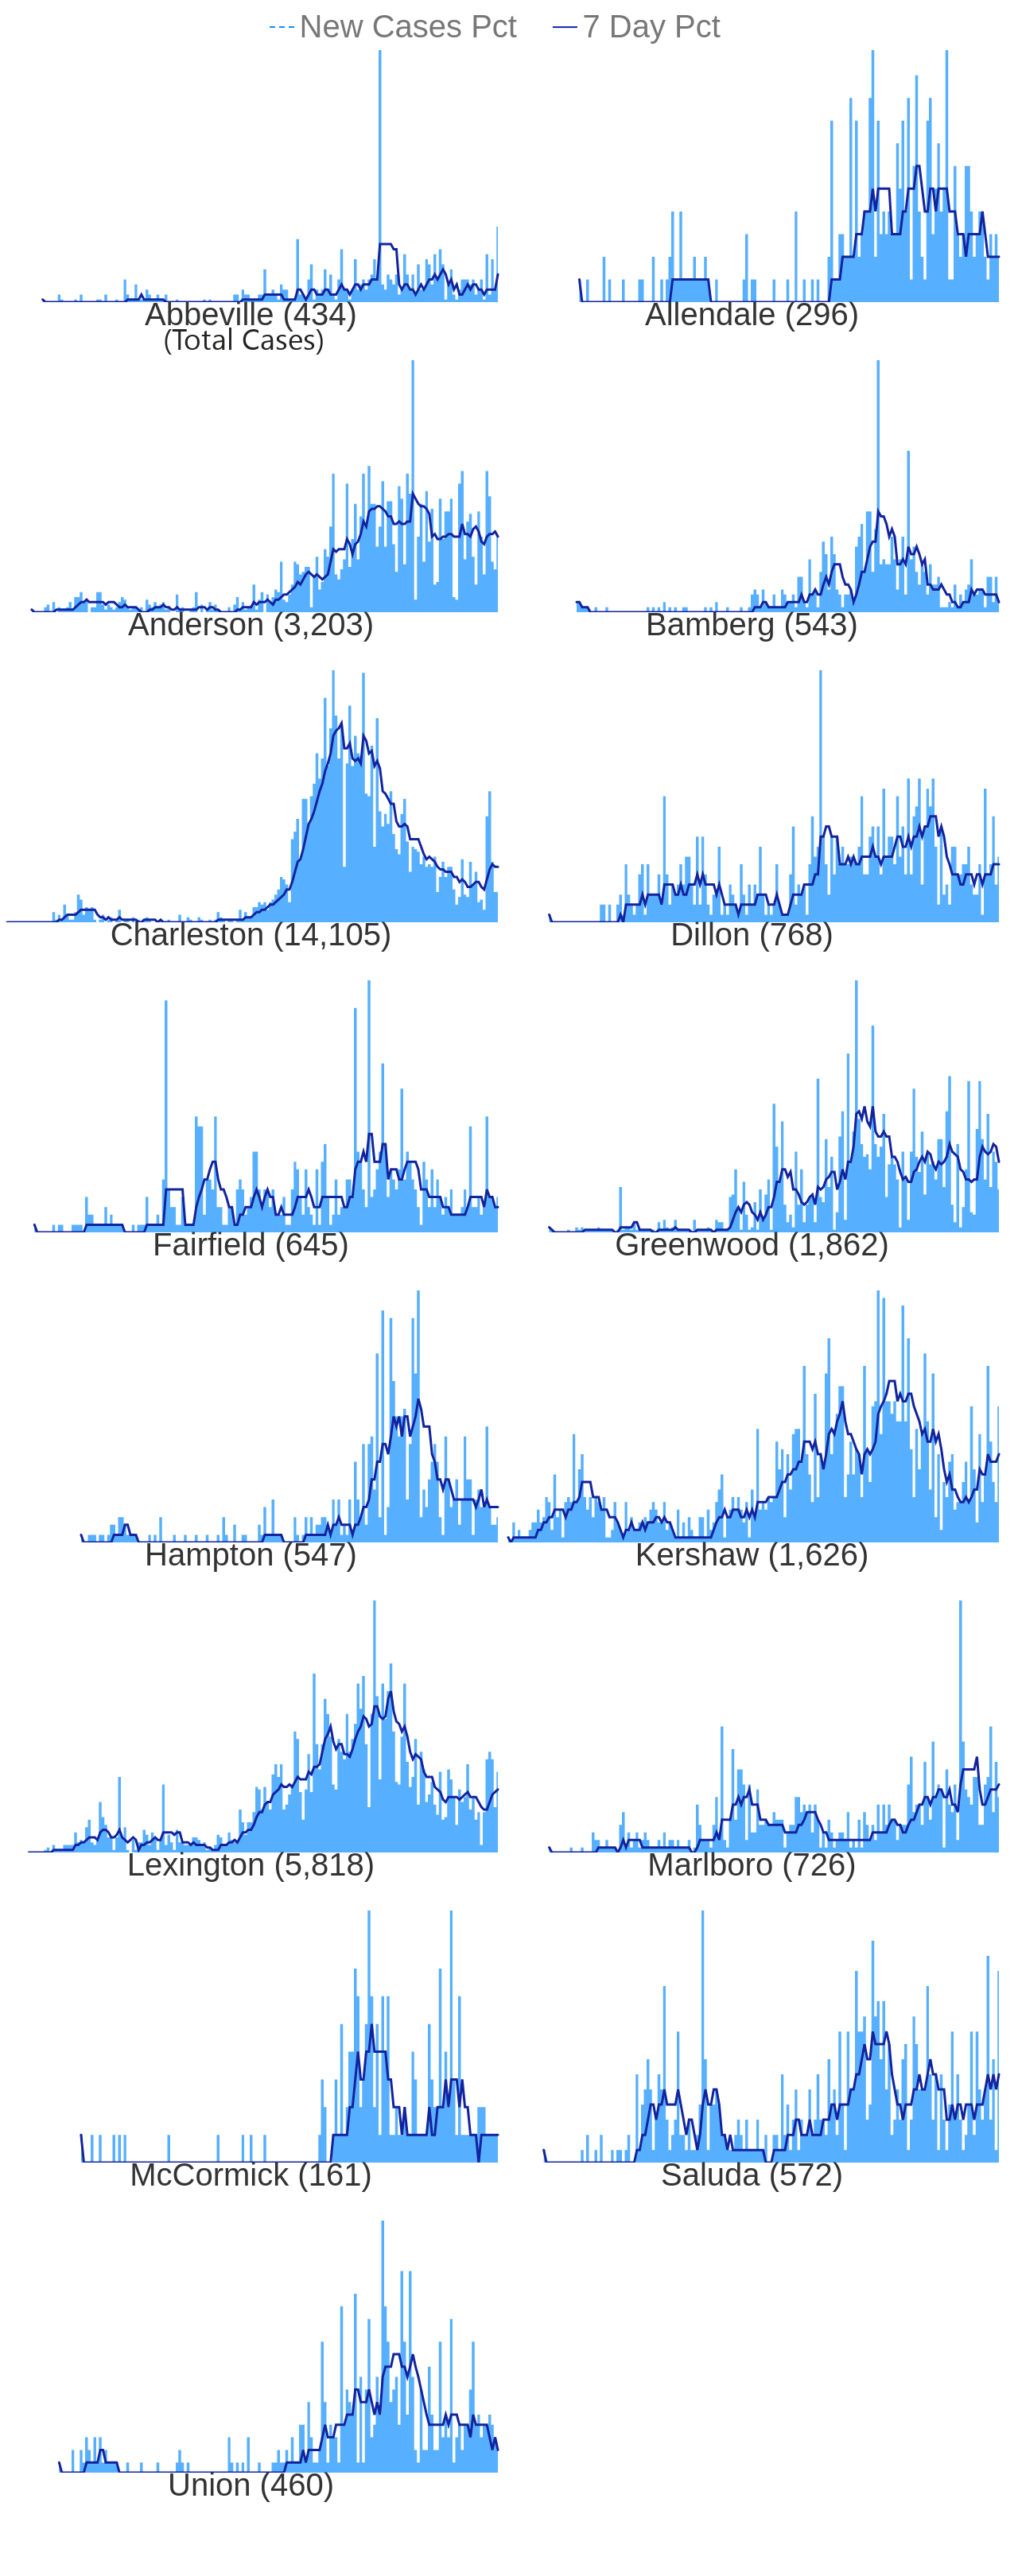 New Cases Pct 7 Day Pct
Abbeville (434) Allendale (296)
(Total Cases)
Anderson (3,203) Bamberg (543)
Charleston (14,105) Dillon (768)
Fairfield (645) Greenwood (1,862)
Hampton (547) Kershaw (1,626)
Lexington (5,818) Marlboro (726)
McCormick (161) Saluda (572)
Union (460)